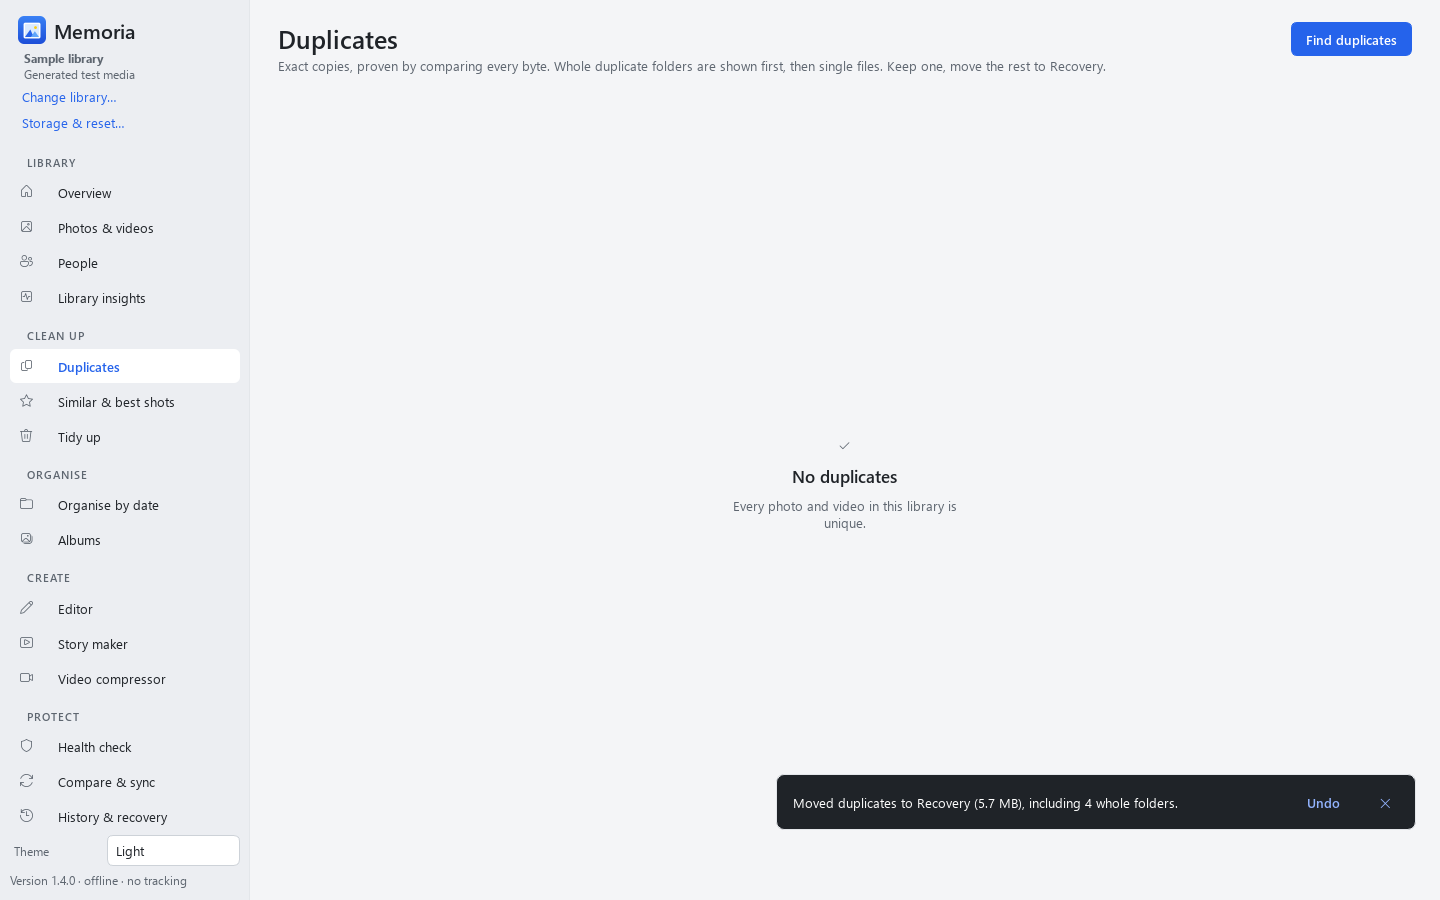 Memoria
Sample library
Generated test media
Change library...
Storage & reset...
LIBRARY
Overview
Photos & videos
People
Library insights
CLEAN UP
Duplicates
Similar & best shots
Tidy up
ORGANISE
Organise by date
Albums
CREATE
Editor
Story maker
Video compressor
PROTECT
Health check
Compare & sync
History & recovery
Theme
Light
Version 1.4.0 · offline · no tracking
Duplicates
Exact copies, proven by comparing every byte. Whole duplicate folders are shown first, then single files. Keep one, move the rest to Recovery.
Find duplicates
No duplicates
Every photo and video in this library is
unique.
Moved duplicates to Recovery (5.7 MB), including 4 whole folders.
Undo